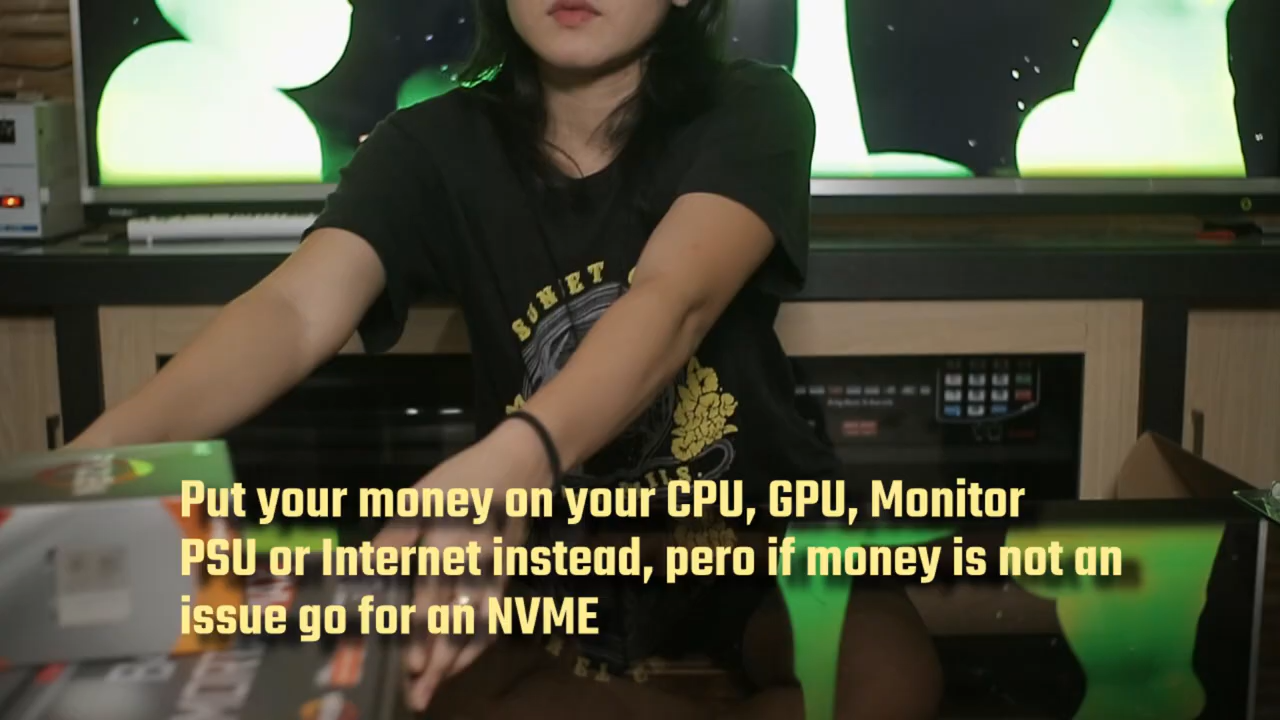 SUNSET
Put your money on your CPU, GPU, Monitor
PSU or Internet instead, pero if money is not an
issue go for an NVME